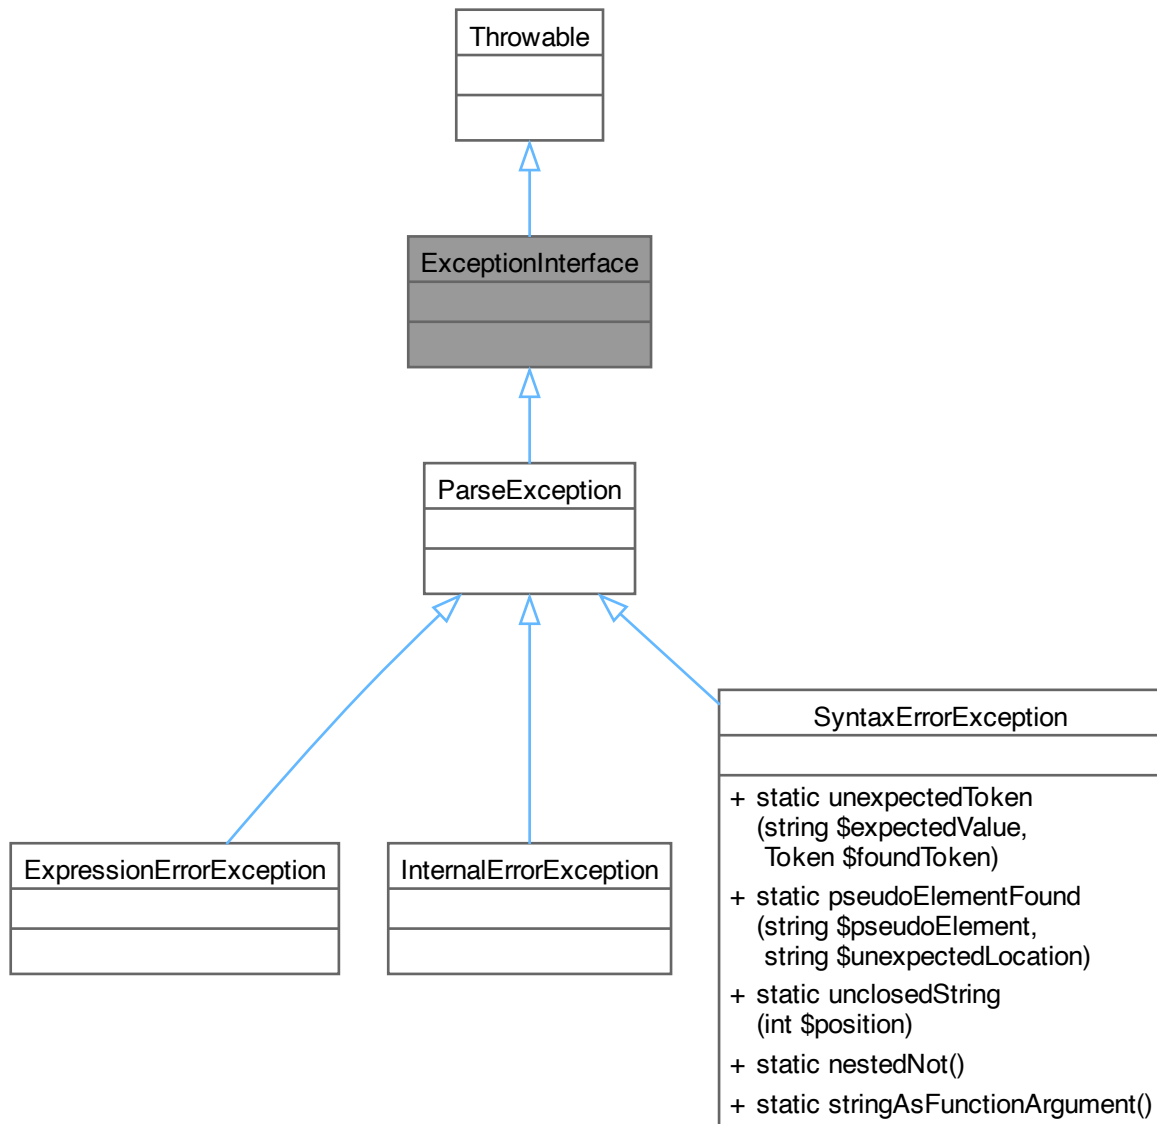 Throwable
ExceptionInterface
ParseException
SyntaxErrorException
+ static unexpectedToken
(string $expectedValue,
Token $foundToken)
+ static pseudoElementFound
(string $pseudoElement,
string $unexpectedLocation)
+ static unclosedString
(int $position)
+ static nestedNot()
+ static stringAsFunctionArgument()
ExpressionErrorException
InternalErrorException